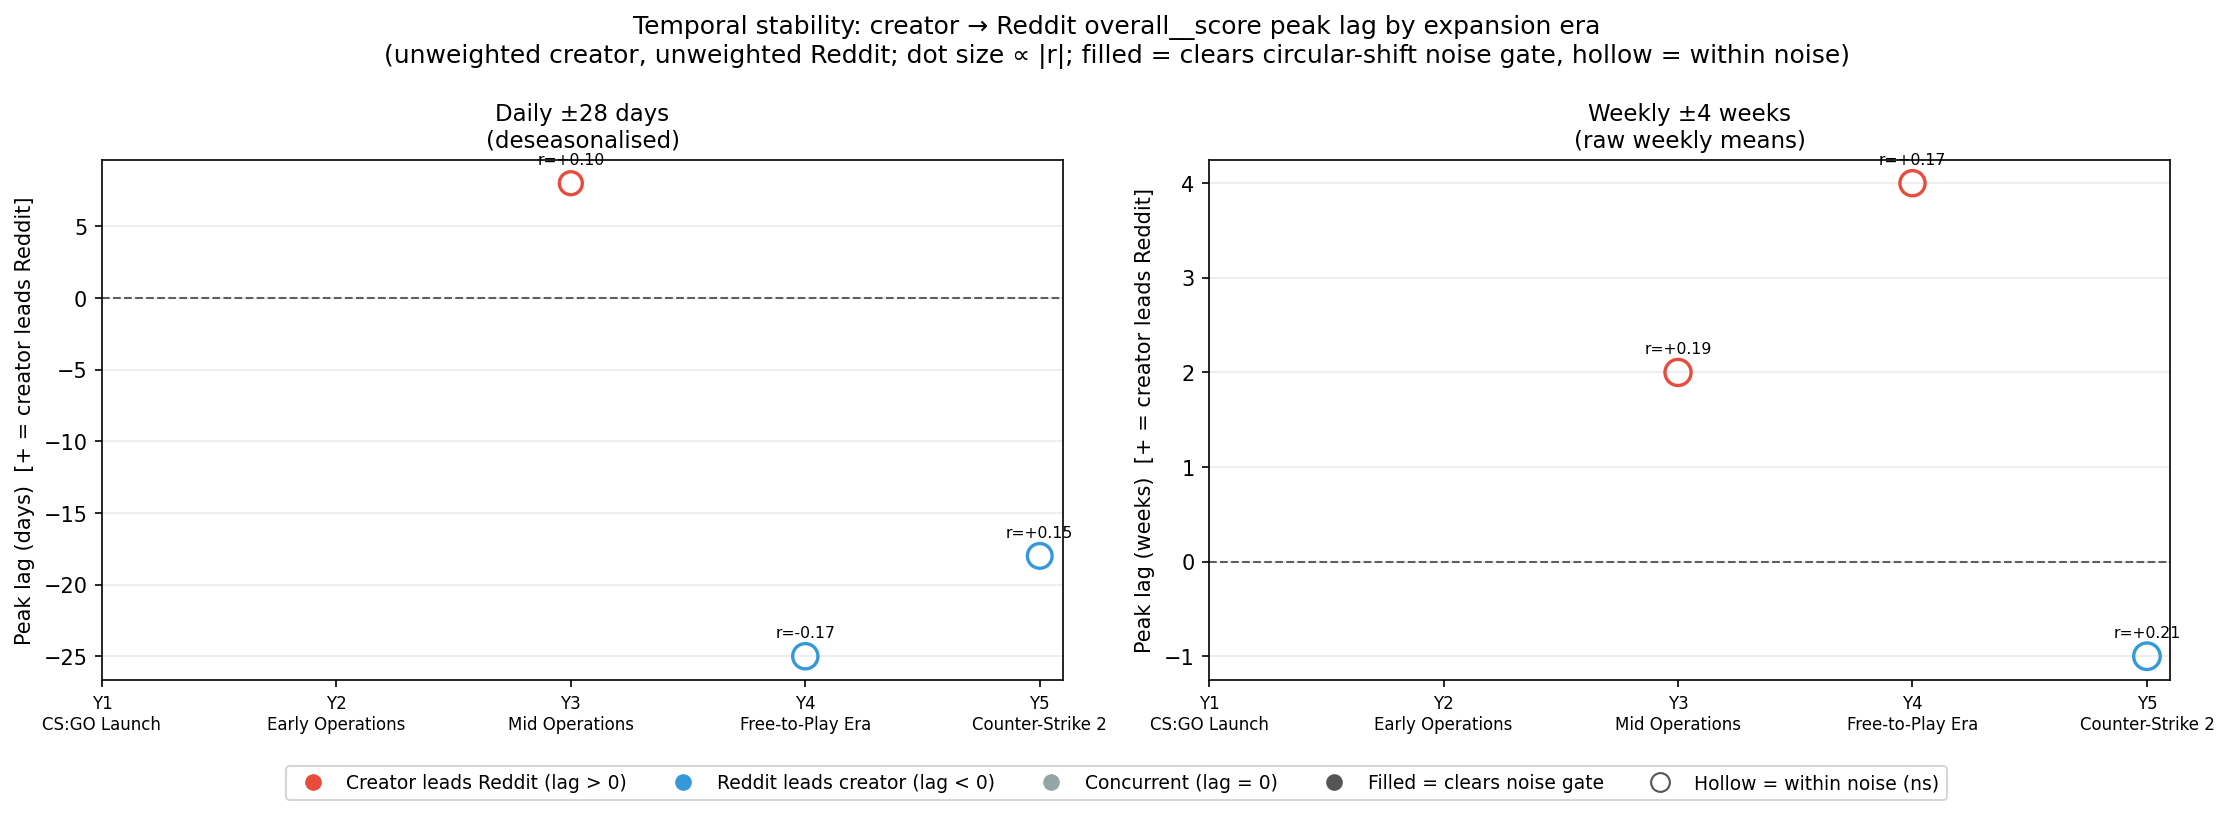 Temporal stability: creator → Reddit overall__score peak lag by expansion era
(unweighted creator, unweighted Reddit; dot size ∝ |r|; filled = clears circular-shift noise gate, hollow = within noise)
Daily ±28 days
(deseasonalised)
r=+0.10
r=-0.17
r=+0.15
5
0
−5
−10
−15
−20
−25
Peak lag (days)  [+ = creator leads Reddit]
Y1
CS:GO Launch
Y2
Early Operations
Y3
Mid Operations
Y4
Free-to-Play Era
Y5
Counter-Strike 2
Weekly ±4 weeks
(raw weekly means)
r=+0.19
r=+0.17
r=+0.21
4
3
2
1
0
−1
Peak lag (weeks)  [+ = creator leads Reddit]
Y1
CS:GO Launch
Y2
Early Operations
Y3
Mid Operations
Y4
Free-to-Play Era
Y5
Counter-Strike 2
Creator leads Reddit (lag > 0)
Reddit leads creator (lag < 0)
Concurrent (lag = 0)
Filled = clears noise gate
Hollow = within noise (ns)